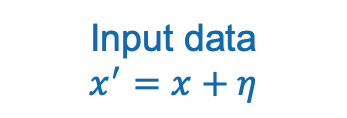 Input data
x′ = x + η